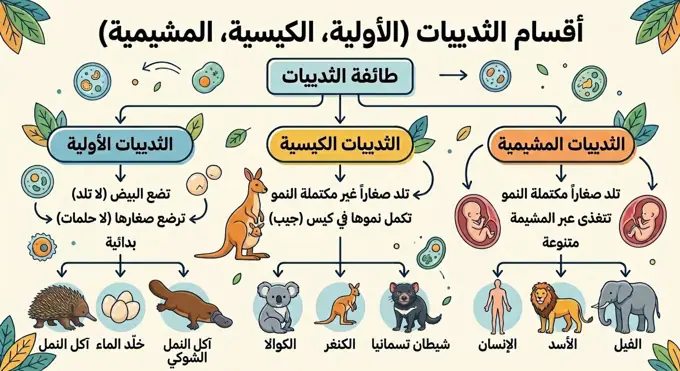 أقسام الثدييات (الأولية، الكيسية، المشيمية)
طائفة الثدييات
الثدييات المشيمية
تلد صغاراً مكتملة النمو
تتغذى عبر المشيمة
متنوعة
الإنسان
الأسد
الفيل
الثدييات الكيسية
تلد صغاراً غير مكتملة النمو
تكمل نموها في كيس (جيب)
الكوالا
الكنغر
شيطان تسمانيا
الثدييات الأولية
تضع البيض (لا تلد)
ترضع صغارها (لا حلمات)
بدائية
آكل النمل
خلّد الماء
آكل النمل
الشوكي